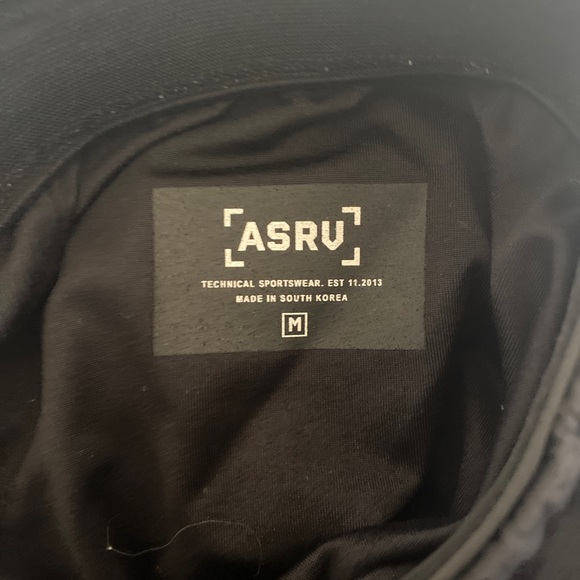 ASRV
TECHNICAL SPORTSWEAR. EST 11.2013
MADE IN SOUTH KOREA
M